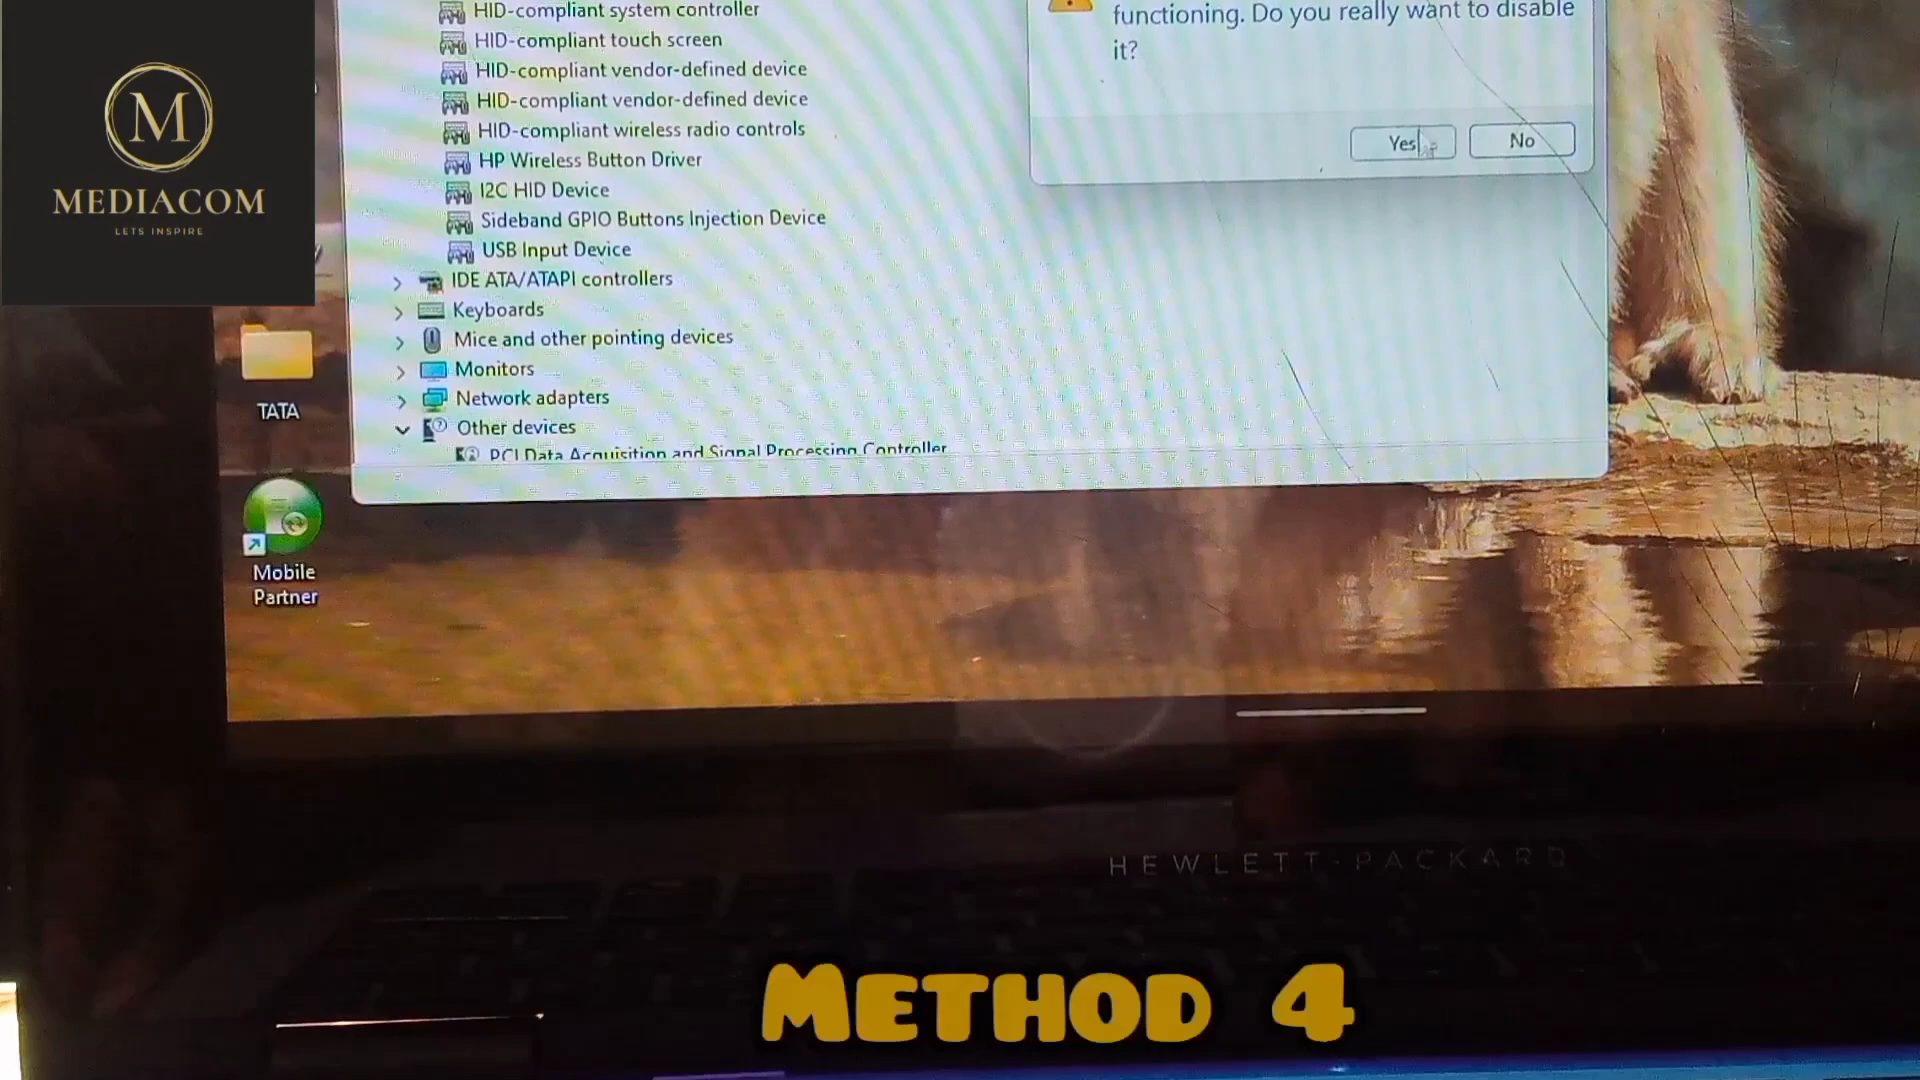 M
MEDIACOM
LETS INSPIRE
HID-compliant system controller
HID-compliant touch screen
HID-compliant vendor-defined device
HID-compliant vendor-defined device
HID-compliant wireless radio controls
HP Wireless Button Driver
I2C HID Device
Sideband GPIO Buttons Injection Device
USB Input Device
IDE ATA/ATAPI controllers
Keyboards
Mice and other pointing devices
Monitors
Network adapters
Other devices
PCI Data Acquisition and Signal Processing Controller
functioning. Do you really want to disable
it?
Yes
No
TATA
Mobile
Partner
HEWLETT-PACKARD
METHOD 4